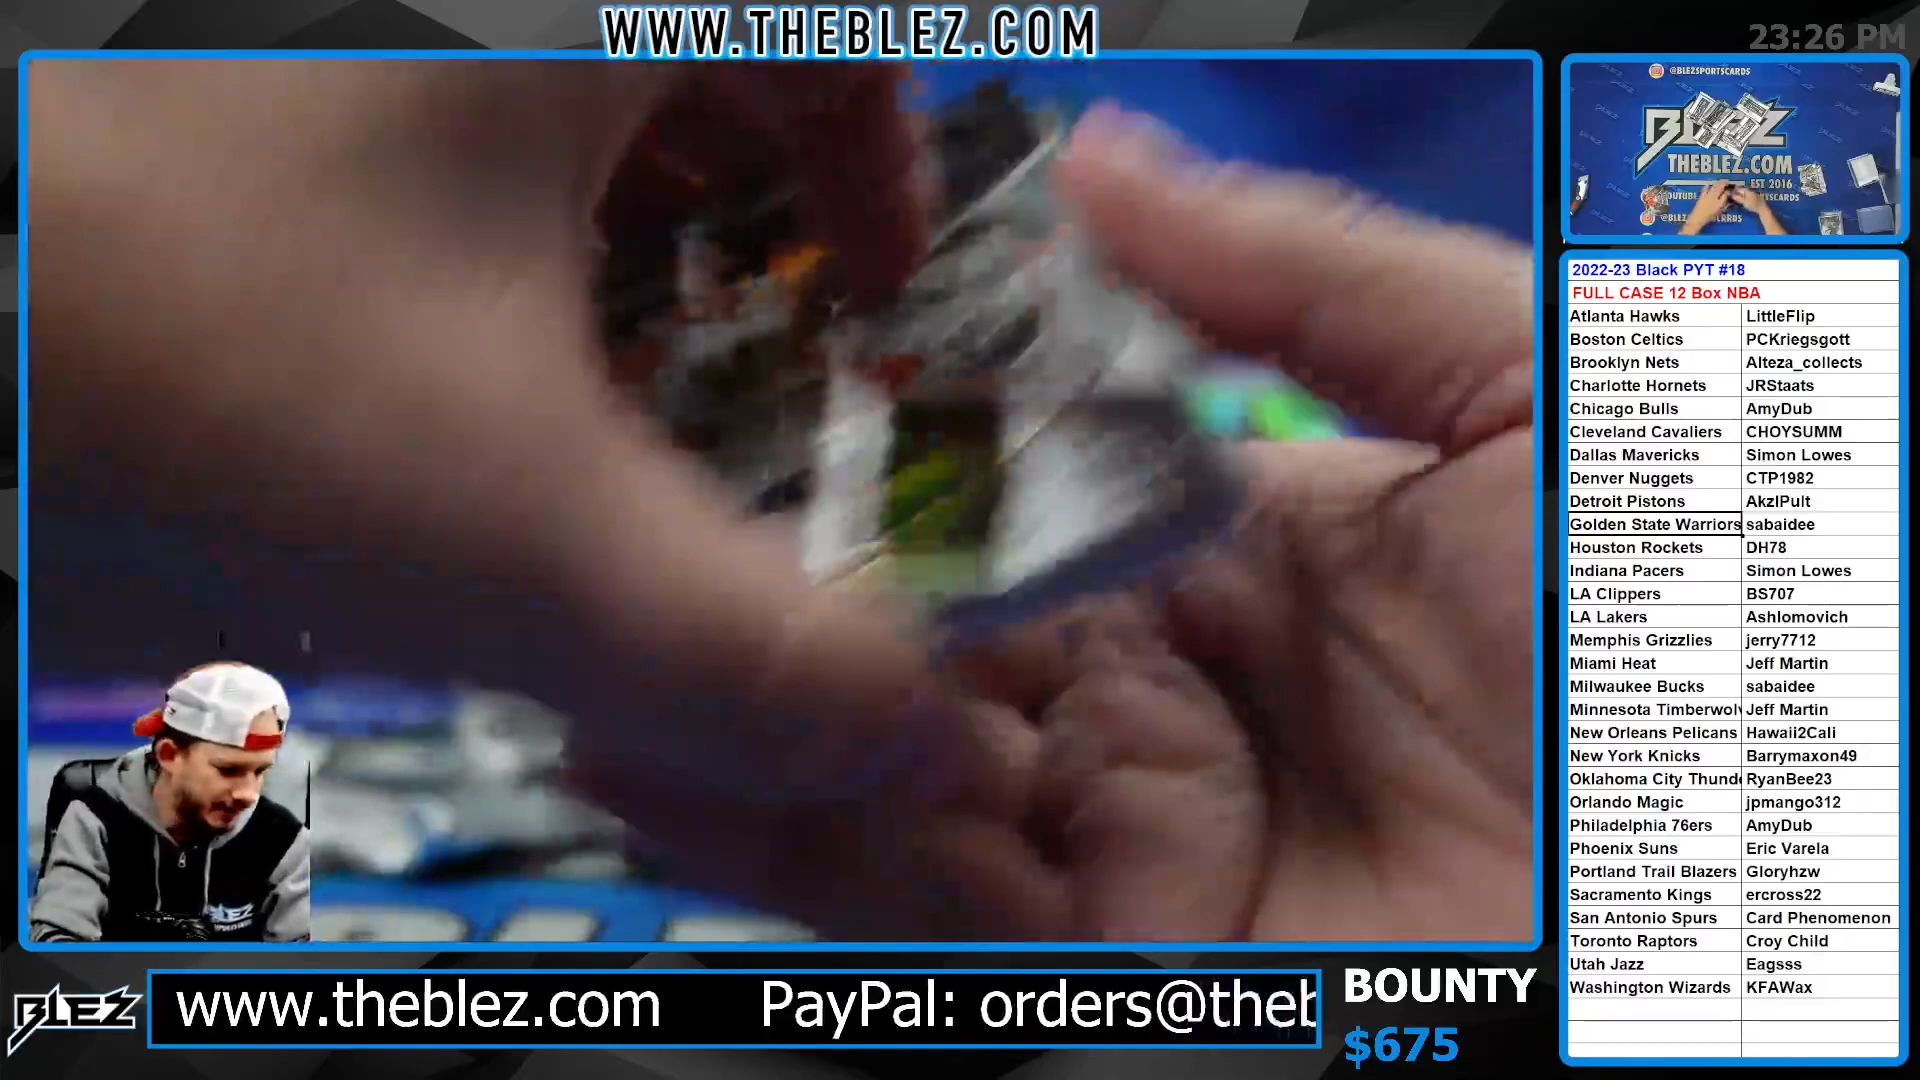 WWW.THEBLEZ.COM
23:26 PM
@BLEZSPORTSCARDS
BLEZ
THEBLEZ.COM
EST 2016
2022-23 Black PYT #18
FULL CASE 12 Box NBA
Atlanta Hawks LittleFlip
Boston Celtics PCKriegsgott
Brooklyn Nets Alteza_collects
Charlotte Hornets JRStaats
Chicago Bulls AmyDub
Cleveland Cavaliers CHOYSUMM
Dallas Mavericks Simon Lowes
Denver Nuggets CTP1982
Detroit Pistons
Golden State Warriors sabaidee
Houston Rockets DH78
Indiana Pacers Simon Lowes
LA Clippers BS707
LA Lakers Ashlomovich
Memphis Grizzlies jerry7712
Miami Heat Jeff Martin
Milwaukee Bucks sabaidee
Minnesota Timberwolv Jeff Martin
New Orleans Pelicans Hawaii2Cali
New York Knicks Barrymaxon49
Oklahoma City Thunde RyanBee23
Orlando Magic jpmango312
Philadelphia 76ers AmyDub
Phoenix Suns Eric Varela
Portland Trail Blazers Gloryhzw
Sacramento Kings ercross22
San Antonio Spurs Card Phenomenon
Toronto Raptors Croy Child
Utah Jazz Eagsss
Washington Wizards KFAWax
BLEZ
BLEZ
www.theblez.com PayPal: orders@theb
BOUNTY
$675